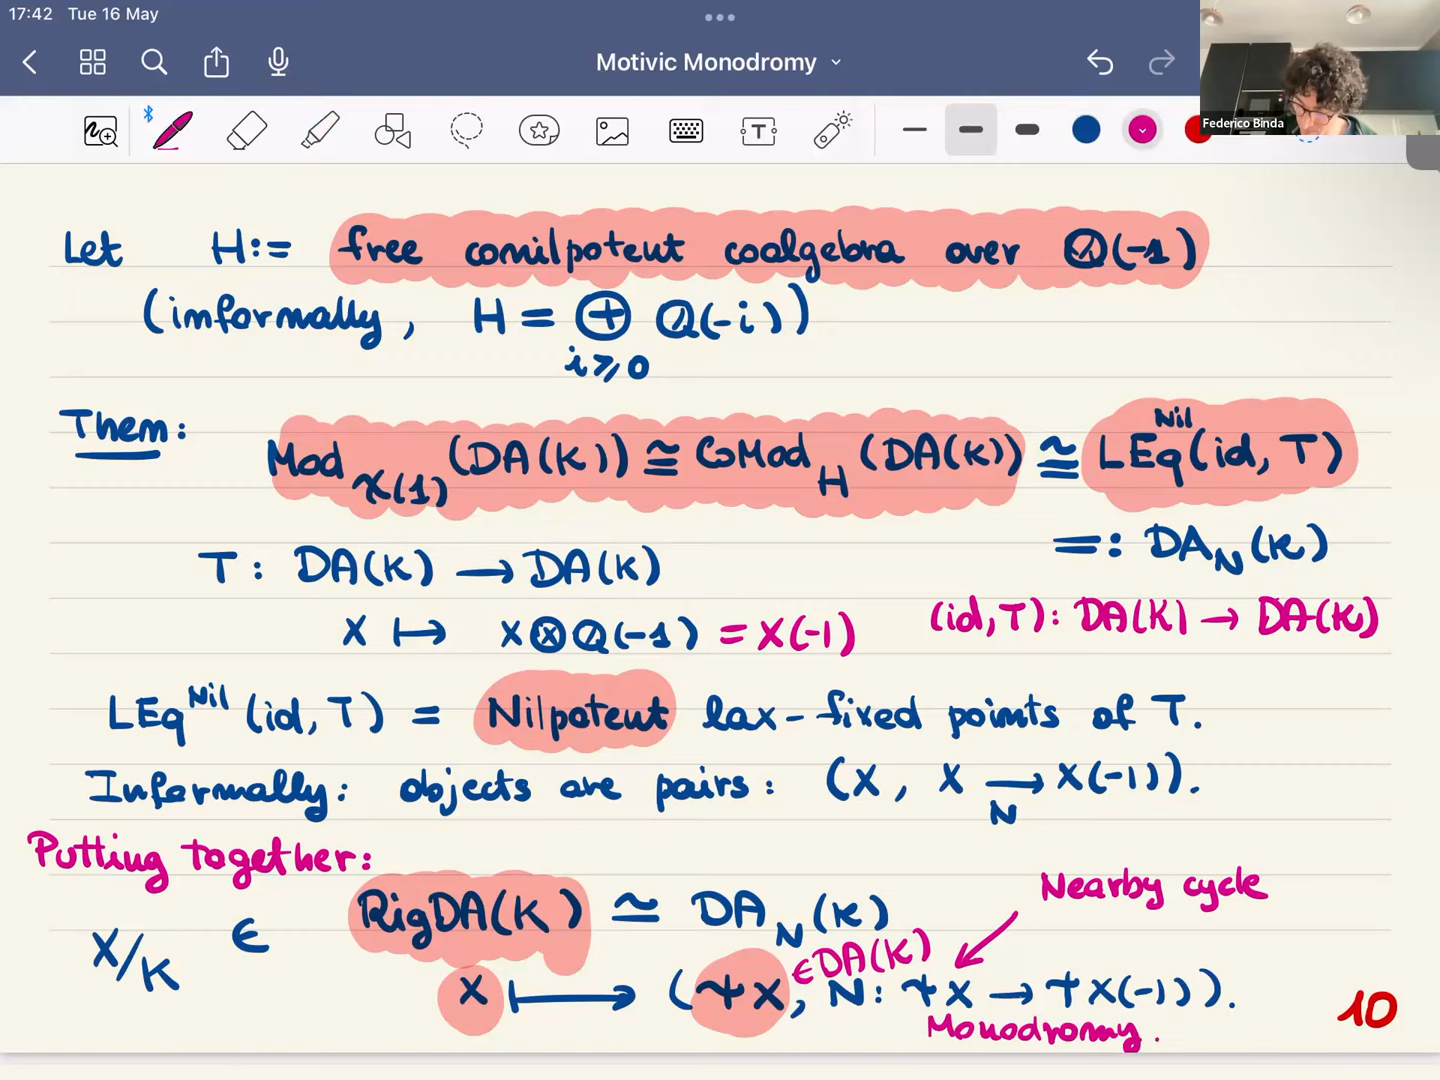 17:42 Tue 16 May
Motivic Monodromy
Federico Binda
Let H := free conilpotent coalgebra over Q(-1)
(informally, H = ⊕ Q(-i))
i≥0
Then: Mod_χ(1) (DA(k)) ≅ CoMod_H (DA(k)) ≅ LEq^Nil (id, T)
=: DA_N(k)
T: DA(k) → DA(k)
(id, T): DA(k) → DA(k)
X ↦ X⊗Q(-1) = X(-1)
LEq^Nil (id, T) = Nilpotent lax-fixed points of T.
Informally: objects are pairs: (X, X →_N X(-1)).
Putting together:
Nearby cycle
RigDA(K) ≃ DA_N(k)
X/K ∈
∈ DA(k)
X ↦ (ΨX, N: ΨX → ΨX(-1)).
Monodromy.
10